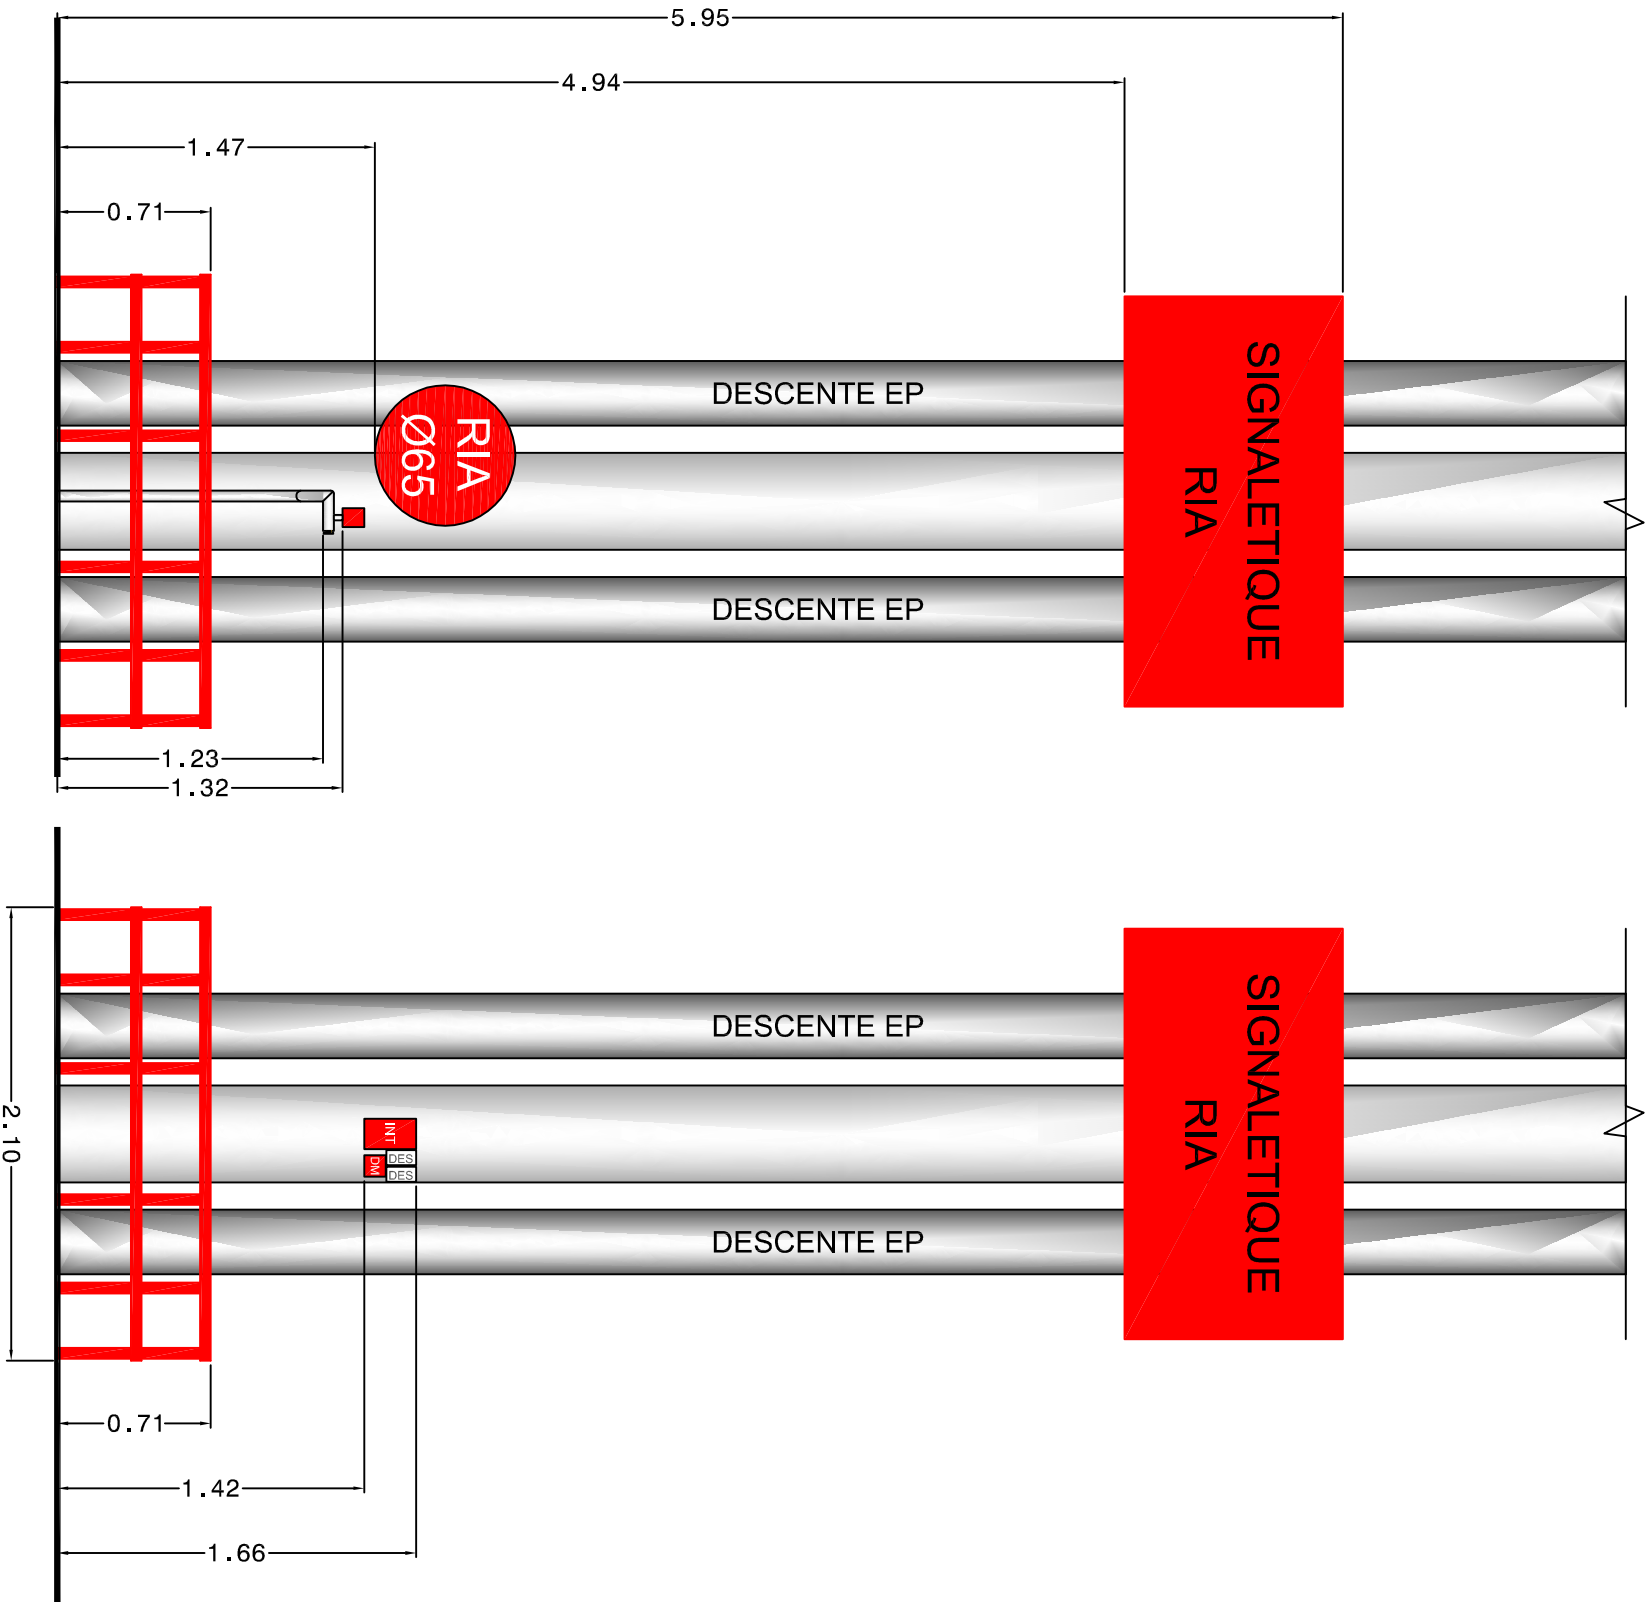 5.95
4.94
1.47
0.71
DESCENTE EP
RIA
Ø65
SIGNALETIQUE
RIA
DESCENTE EP
1.23
1.32
2.10
DESCENTE EP
INT
DM
DES
DES
SIGNALETIQUE
RIA
DESCENTE EP
0.71
1.42
1.66